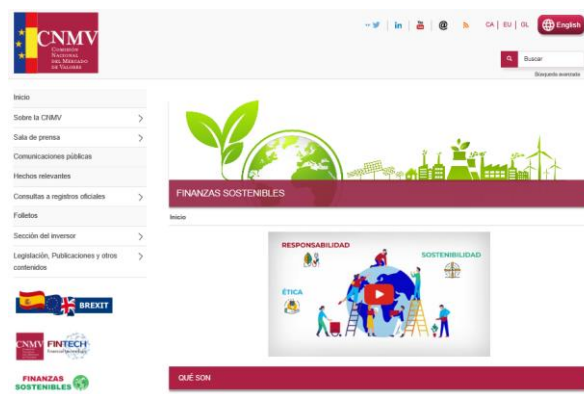 CNMV
COMISIÓN
NACIONAL
DEL MERCADO
DE VALORES
in
@
CA | EU | GL
English
Buscar
Búsqueda avanzada
Inicio
Sobre la CNMV
Sala de prensa
Comunicaciones públicas
Hechos relevantes
Consultas a registros oficiales
Folletos
Sección del inversor
Legislación, Publicaciones y otros
contenidos
BREXIT
CNMV FINTECH
FINANZAS
SOSTENIBLES
FINANZAS SOSTENIBLES
Inicio
RESPONSABILIDAD
SOSTENIBILIDAD
ÉTICA
QUÉ SON